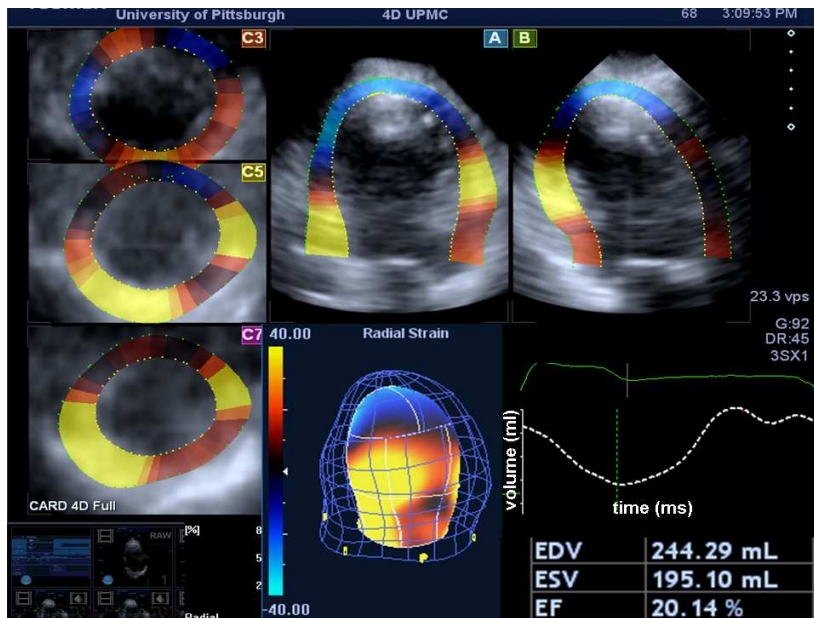 University of Pittsburgh 4D UPMC 68 3:09:53 PM
C3 A B
C5
23.3 vps
G:92
DR:45
3SX1
C7 40.00 Radial Strain
volume (ml)
time (ms)
CARD 4D Full
[%]
RAW
8
5
2
1
-40.00
Radial
EDV 244.29 mL
ESV 195.10 mL
EF 20.14 %